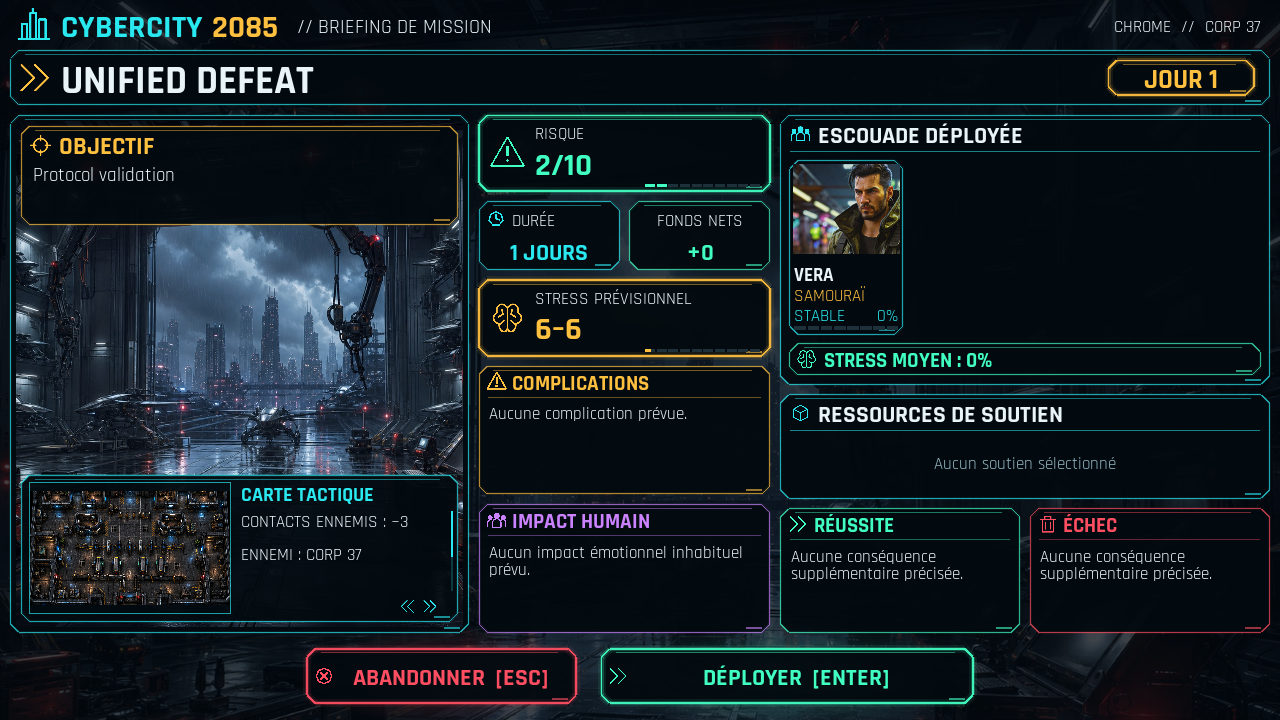 CYBERCITY 2085 // BRIEFING DE MISSION
CHROME // CORP 37
UNIFIED DEFEAT
JOUR 1
OBJECTIF
Protocol validation
CARTE TACTIQUE
CONTACTS ENNEMIS : ~3
ENNEMI : CORP 37
RISQUE
2/10
DURÉE
1 JOURS
FONDS NETS
+0
STRESS PRÉVISIONNEL
6-6
COMPLICATIONS
Aucune complication prévue.
IMPACT HUMAIN
Aucun impact émotionnel inhabituel
prévu.
ESCOUADE DÉPLOYÉE
VERA
SAMOURAÏ
STABLE 0%
STRESS MOYEN : 0%
RESSOURCES DE SOUTIEN
Aucun soutien sélectionné
RÉUSSITE
Aucune conséquence
supplémentaire précisée.
ÉCHEC
Aucune conséquence
supplémentaire précisée.
ABANDONNER [ESC]
DÉPLOYER [ENTER]